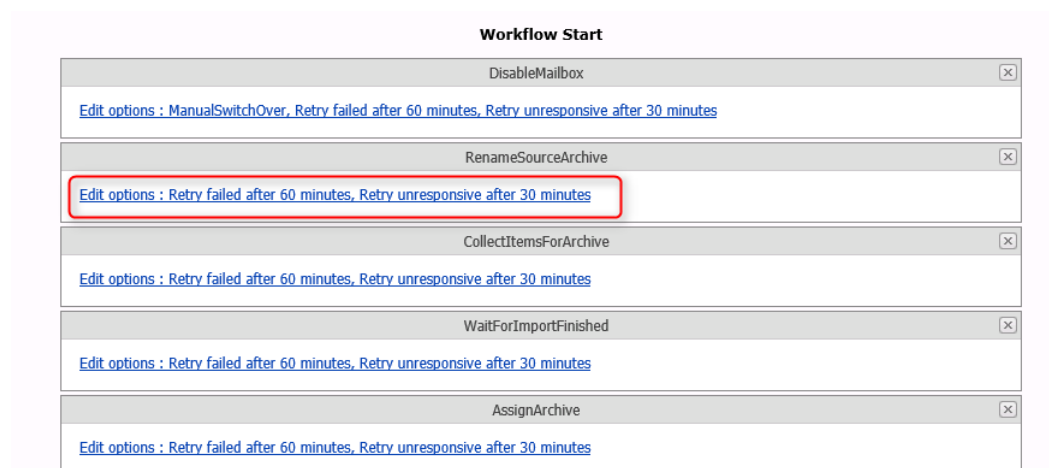 Workflow Start
DisableMailbox
Edit options : ManualSwitchOver, Retry failed after 60 minutes, Retry unresponsive after 30 minutes
RenameSourceArchive
Edit options : Retry failed after 60 minutes, Retry unresponsive after 30 minutes
CollectItemsForArchive
Edit options : Retry failed after 60 minutes, Retry unresponsive after 30 minutes
WaitForImportFinished
Edit options : Retry failed after 60 minutes, Retry unresponsive after 30 minutes
AssignArchive
Edit options : Retry failed after 60 minutes, Retry unresponsive after 30 minutes